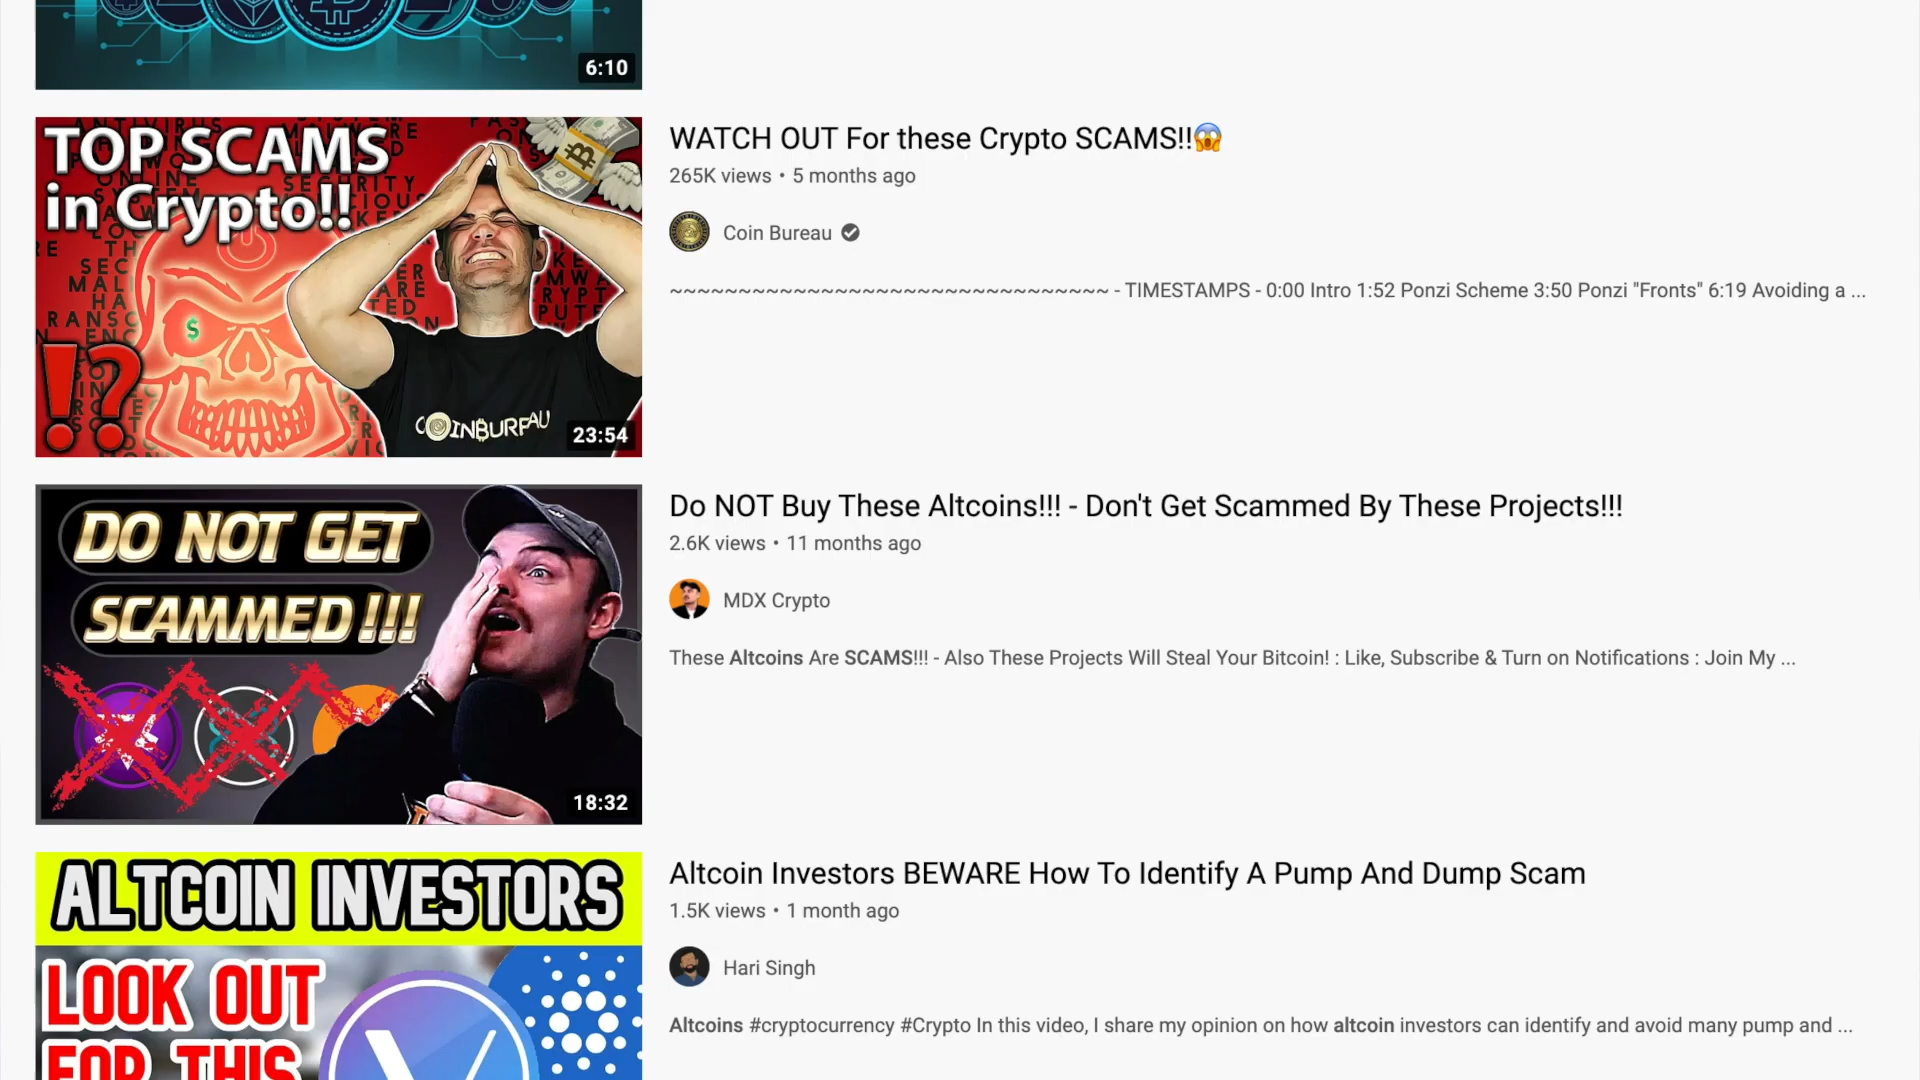 6:10
TOP SCAMS
in Crypto!!
!?
COINBUREAU
23:54
WATCH OUT For these Crypto SCAMS!!😱
265K views • 5 months ago
Coin Bureau
~~~~~~~~~~~~~~~~~~~~~~~~~~~~~~~~ - TIMESTAMPS - 0:00 Intro 1:52 Ponzi Scheme 3:50 Ponzi "Fronts" 6:19 Avoiding a ...
DO NOT GET
SCAMMED!!!
18:32
Do NOT Buy These Altcoins!!! - Don't Get Scammed By These Projects!!!
2.6K views • 11 months ago
MDX Crypto
These Altcoins Are SCAMS!!! - Also These Projects Will Steal Your Bitcoin! : Like, Subscribe & Turn on Notifications : Join My ...
ALTCOIN INVESTORS
LOOK OUT
FOR THIS
Altcoin Investors BEWARE How To Identify A Pump And Dump Scam
1.5K views • 1 month ago
Hari Singh
Altcoins #cryptocurrency #Crypto In this video, I share my opinion on how altcoin investors can identify and avoid many pump and ...